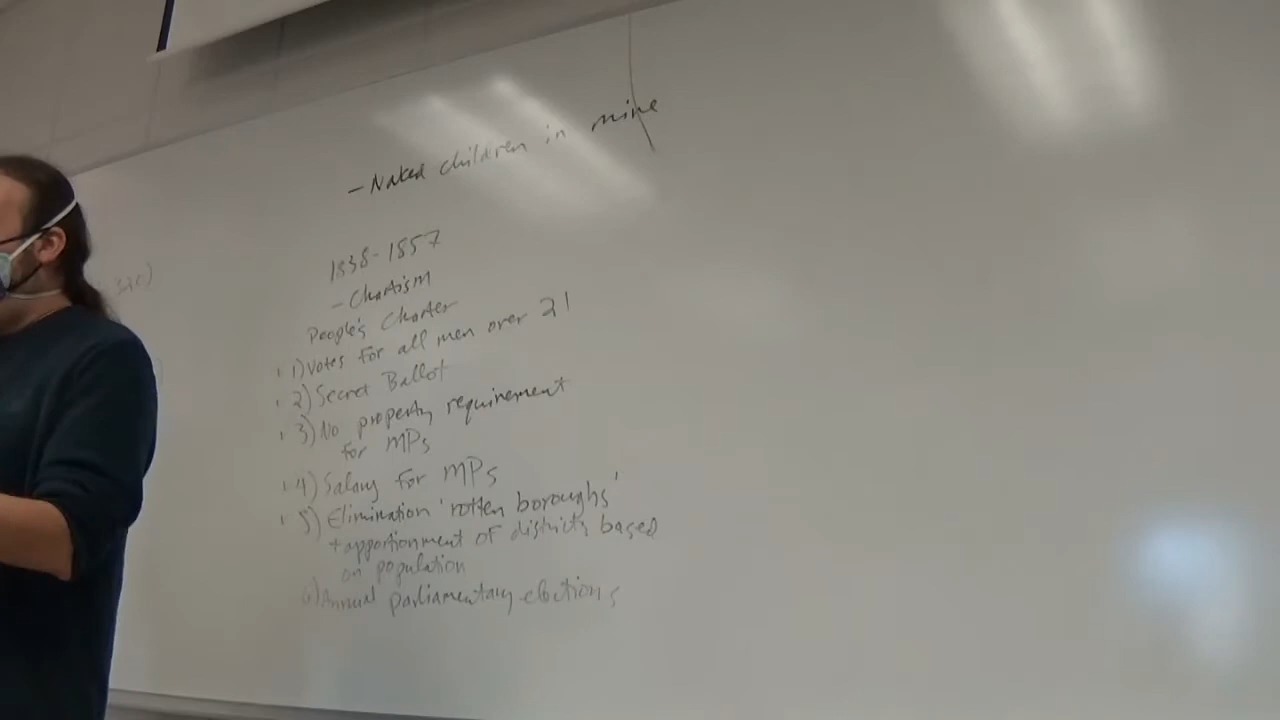 - Naked children in mine
1838-1857
- Chartism
People's Charter
1) Votes for all men over 21
2) Secret Ballot
3) No property requirement
for MPs
4) Salary for MPs
5) Elimination 'rotten boroughs'
+ apportionment of districts based
on population
6) Annual parliamentary elections